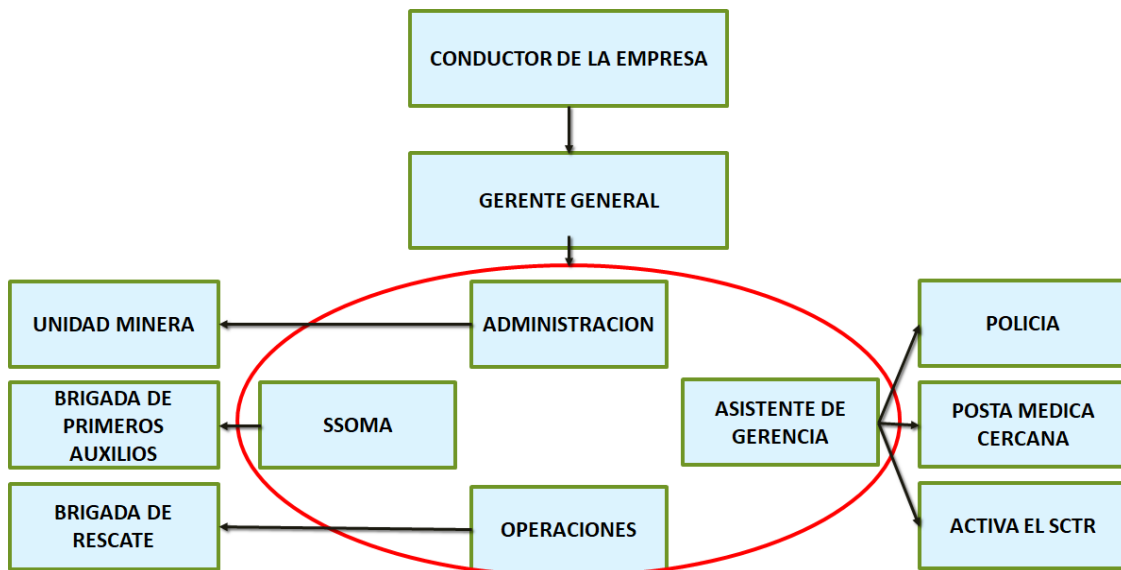 CONDUCTOR DE LA EMPRESA
GERENTE GENERAL
UNIDAD MINERA
ADMINISTRACION
POLICIA
BRIGADA DE
PRIMEROS
AUXILIOS
SSOMA
ASISTENTE DE
GERENCIA
POSTA MEDICA
CERCANA
BRIGADA DE
RESCATE
OPERACIONES
ACTIVA EL SCTR